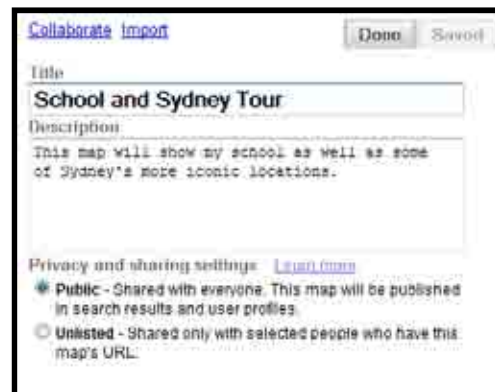 Collaborate Import
Done Saved
Title
School and Sydney Tour
Description
This map will show my school as well as some
of Sydney's more iconic locations.
Privacy and sharing settings Learn more
Public - Shared with everyone. This map will be published
in search results and user profiles.
Unlisted - Shared only with selected people who have this
map's URL.